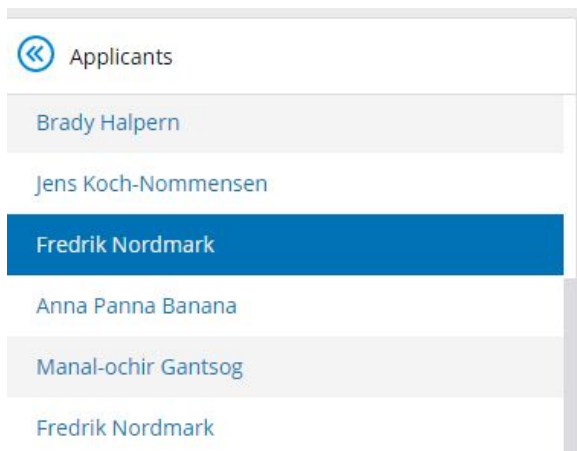 Applicants
Brady Halpern
Jens Koch-Nommensen
Fredrik Nordmark
Anna Panna Banana
Manal-ochir Gantsog
Fredrik Nordmark